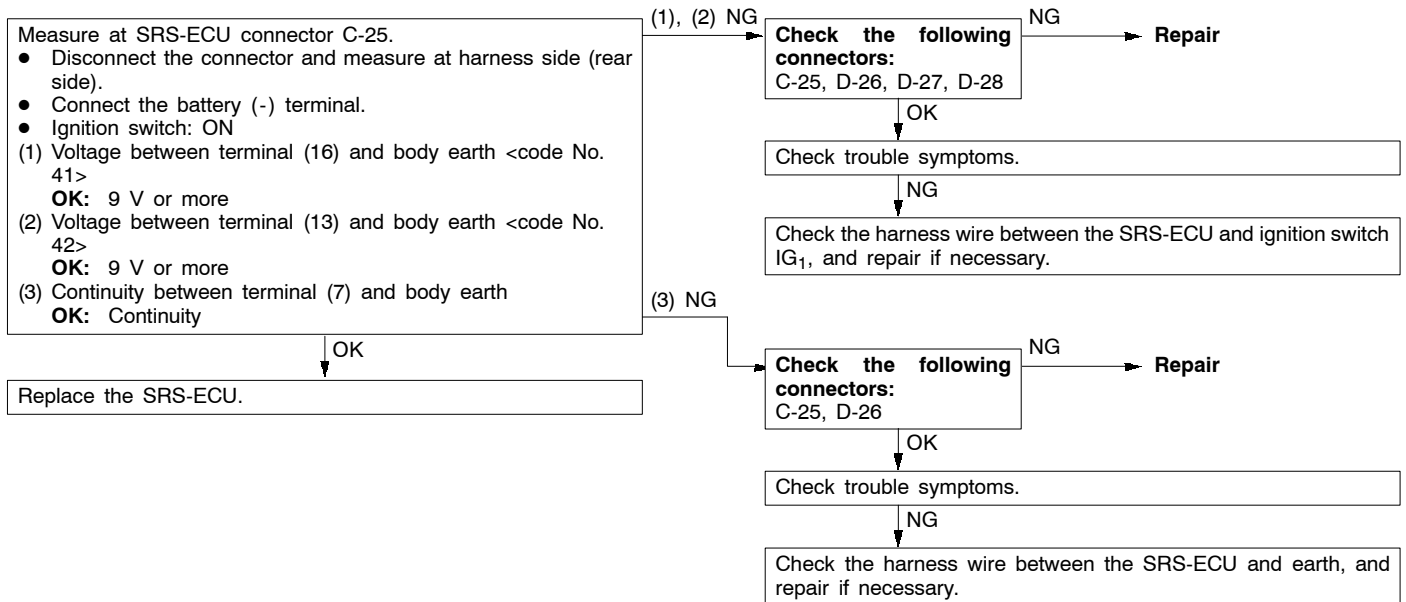 Measure at SRS-ECU connector C-25.
● Disconnect the connector and measure at harness side (rear
side).
● Connect the battery (-) terminal.
● Ignition switch: ON
(1) Voltage between terminal (16) and body earth <code No.
41>
OK: 9 V or more
(2) Voltage between terminal (13) and body earth <code No.
42>
OK: 9 V or more
(3) Continuity between terminal (7) and body earth
OK: Continuity
OK
Replace the SRS-ECU.
(1), (2) NG
Check the following
connectors:
C-25, D-26, D-27, D-28
NG
Repair
OK
Check trouble symptoms.
NG
Check the harness wire between the SRS-ECU and ignition switch
IG1, and repair if necessary.
(3) NG
Check the following
connectors:
C-25, D-26
NG
Repair
OK
Check trouble symptoms.
NG
Check the harness wire between the SRS-ECU and earth, and
repair if necessary.